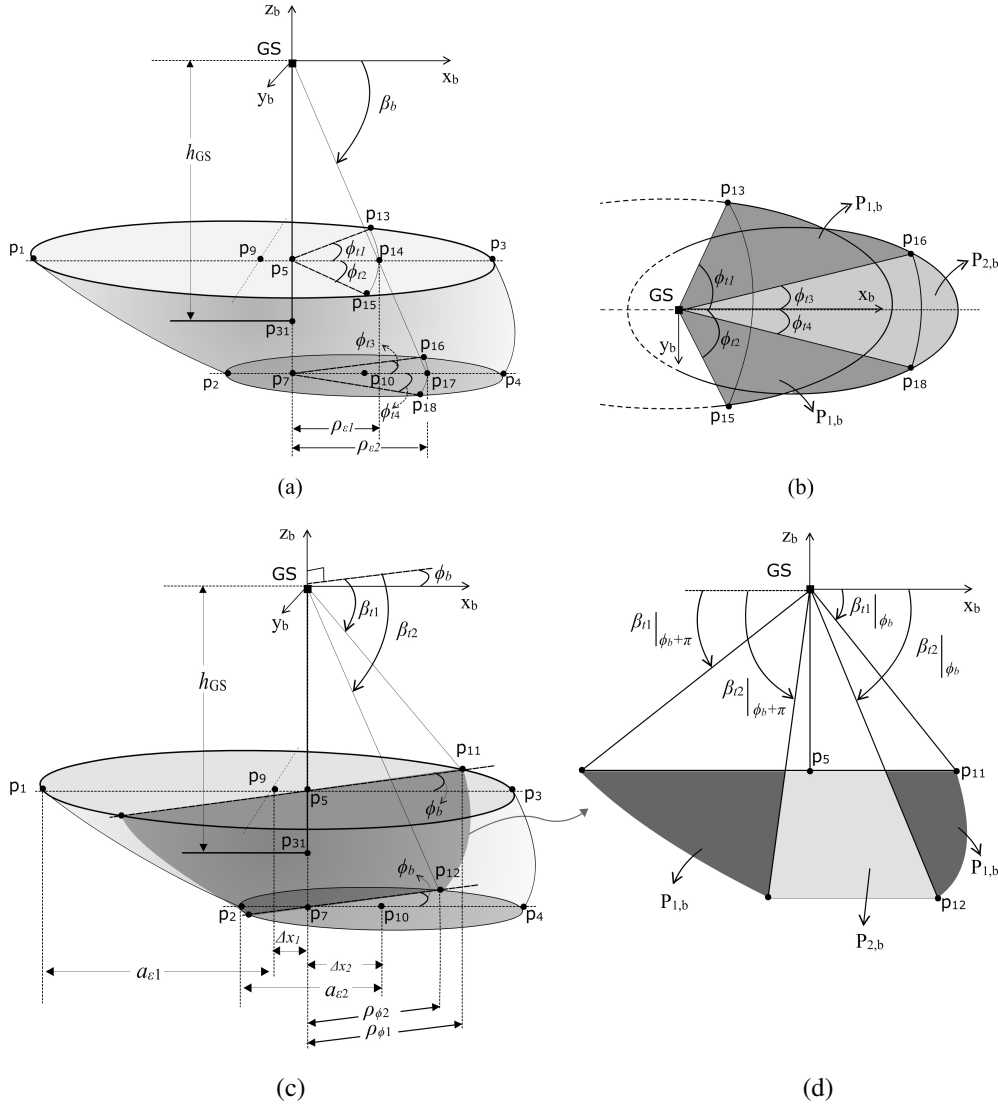 z_b
GS
x_b
y_b
β_b
h_GS
p_13
p_1
p_9
p_5
ϕ_t1
ϕ_t2
p_14
p_3
p_15
p_31
ϕ_t3
p_16
p_2
p_7
p_10
p_17
p_4
ϕ_t4
p_18
ρ_ε1
ρ_ε2
(a)
p_13
P_1,b
p_16
P_2,b
ϕ_t1
GS
ϕ_t3
x_b
ϕ_t4
y_b
ϕ_t2
p_18
p_15
P_1,b
(b)
z_b
GS
ϕ_b
x_b
y_b
β_t1
β_t2
h_GS
p_11
p_1
p_9
p_5
ϕ_b
p_3
p_31
ϕ_b
p_12
p_2
p_7
p_10
p_4
Δx_1
Δx_2
a_ε1
a_ε2
ρ_ϕ2
ρ_ϕ1
(c)
z_b
GS
x_b
β_t1|ϕ_b+π
β_t1|ϕ_b
β_t2|ϕ_b
β_t2|ϕ_b+π
p_5
p_11
P_1,b
P_1,b
p_12
P_2,b
(d)